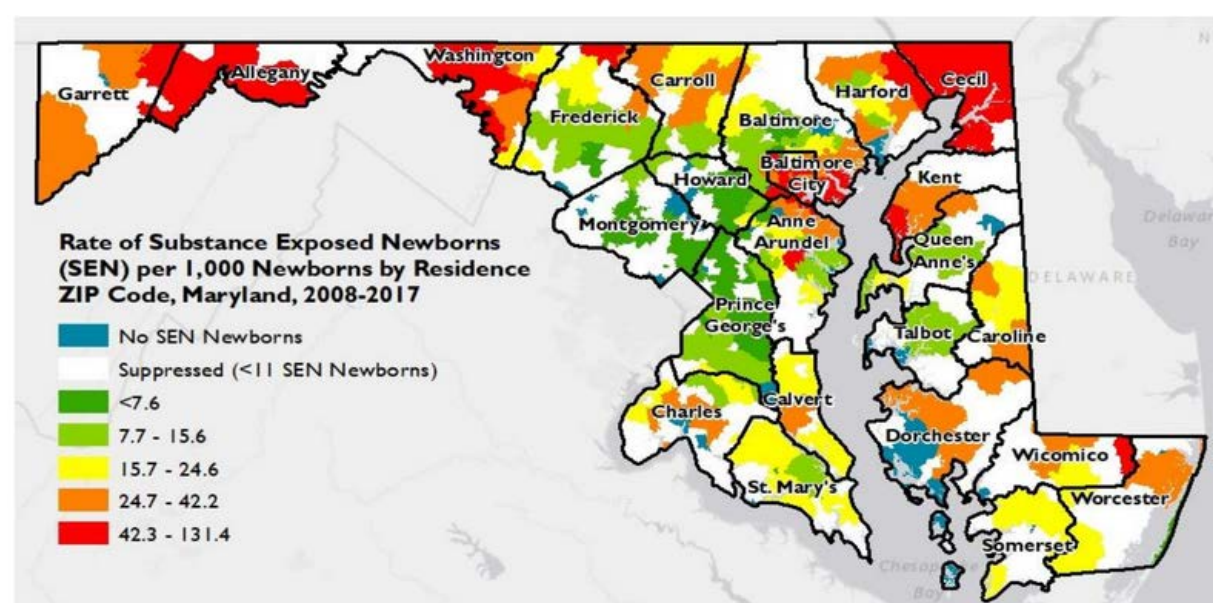 Washington
Allegany
Garrett
Carroll
Cecil
Harford
Frederick
Baltimore
Baltimore
City
Howard
Kent
Montgomery
Anne
Arundel
Queen
Anne's
Delaware
Bay
DELAWARE
Rate of Substance Exposed Newborns
(SEN) per 1,000 Newborns by Residence
ZIP Code, Maryland, 2008-2017
No SEN Newborns
Suppressed (<11 SEN Newborns)
<7.6
7.7 - 15.6
15.7 - 24.6
24.7 - 42.2
42.3 - 131.4
Prince
George's
Talbot
Caroline
Charles
Calvert
Dorchester
Wicomico
St. Mary's
Worcester
Somerset
Chesapeake
Bay